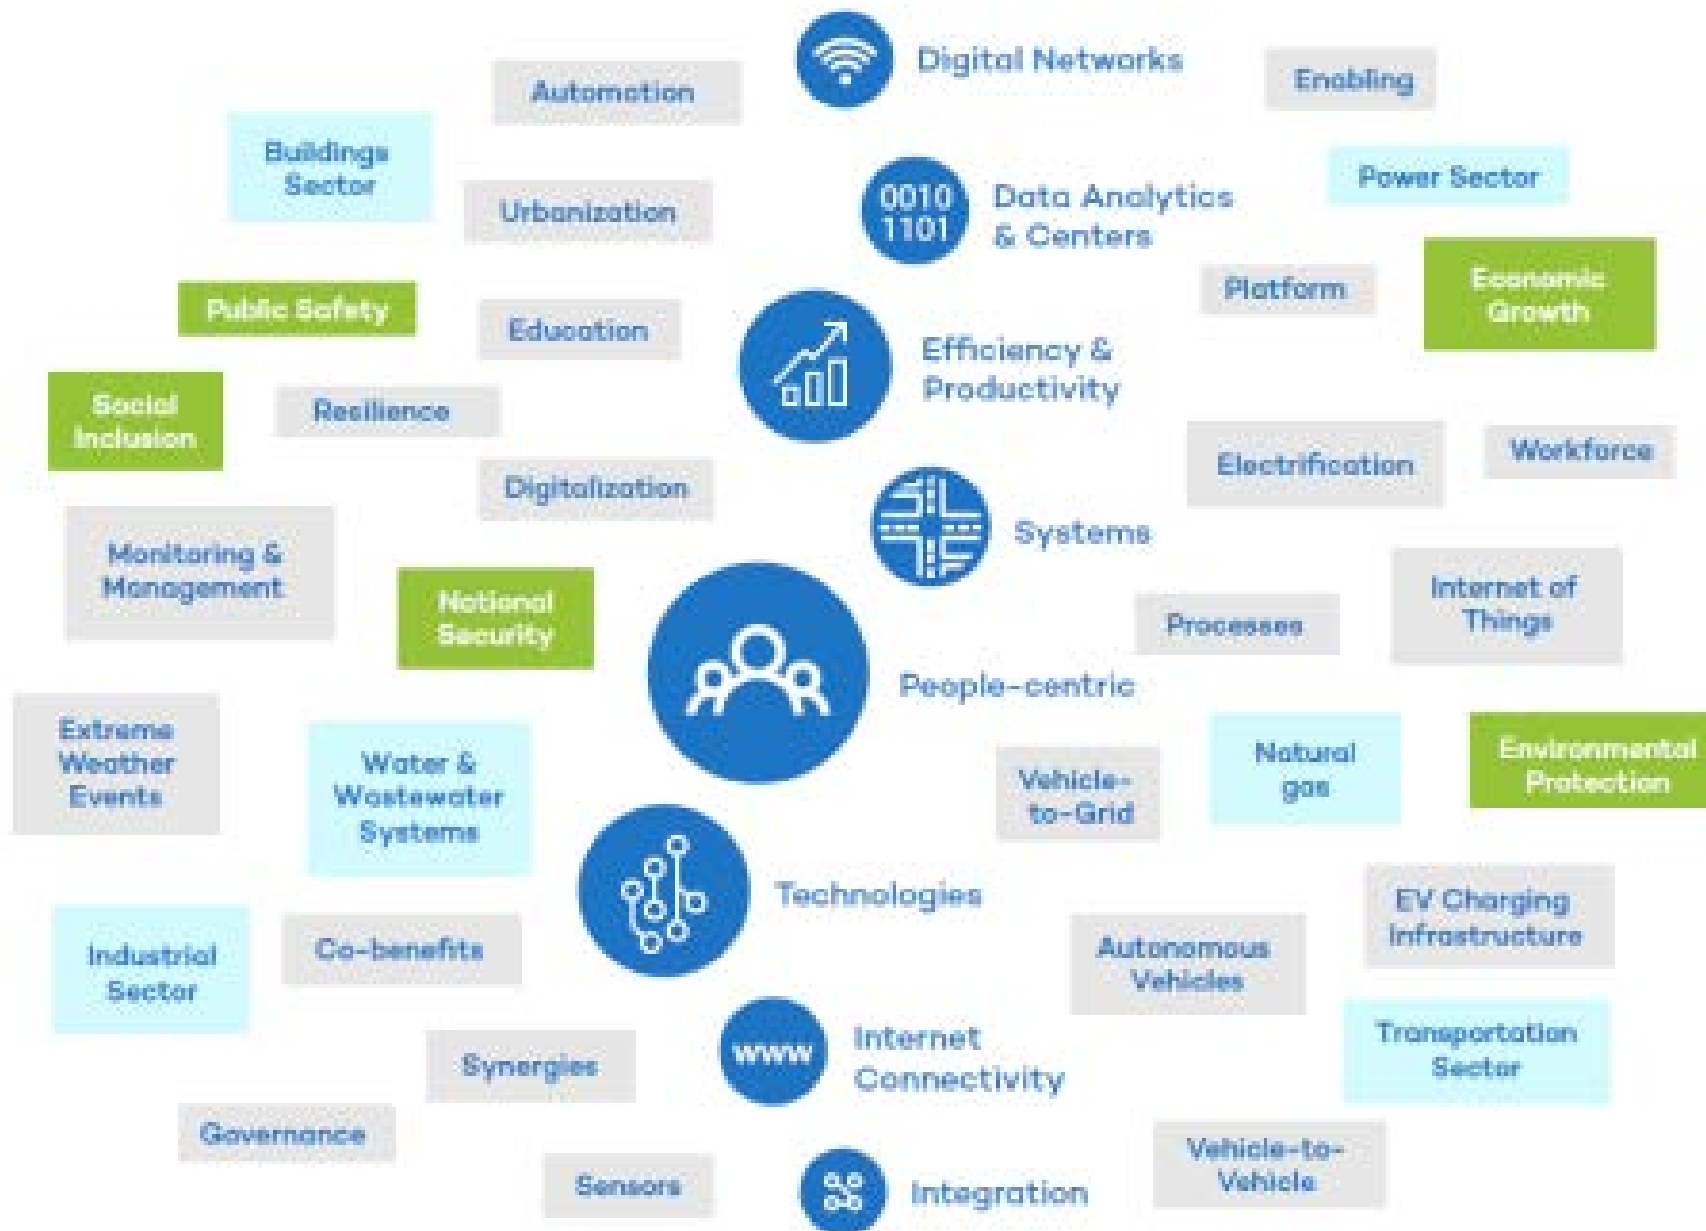 Digital Networks
Automation
Enabling
Buildings
Sector
Power Sector
0010
1101
Data Analytics
& Centers
Urbanization
Platform
Economic
Growth
Public Safety
Education
Efficiency &
Productivity
Social
Inclusion
Resilience
Electrification
Workforce
Digitalization
Systems
Monitoring &
Management
National
Security
Processes
Internet of
Things
People-centric
Extreme
Weather
Events
Water &
Wastewater
Systems
Vehicle-
to-Grid
Natural
gas
Environmental
Protection
Technologies
EV Charging
Infrastructure
Industrial
Sector
Co-benefits
Autonomous
Vehicles
www
Internet
Connectivity
Transportation
Sector
Synergies
Governance
Sensors
Integration
Vehicle-to-
Vehicle